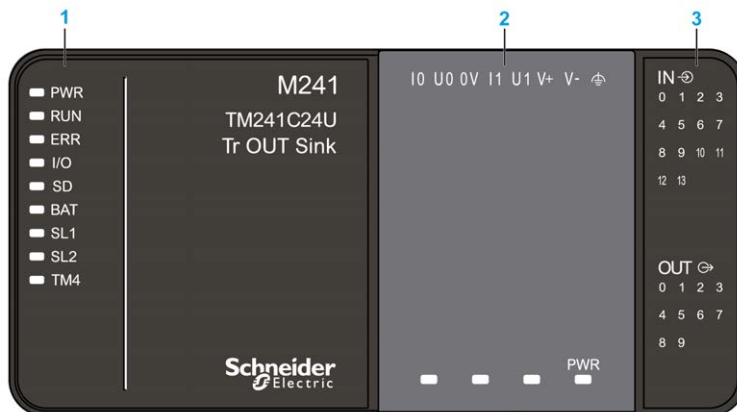 1
2
3
PWR
RUN
ERR
I/O
SD
BAT
SL1
SL2
TM4
M241
TM241C24U
Tr OUT Sink
Schneider
Electric
I0 U0 0V I1 U1 V+ V-
PWR
IN
0 1 2 3
4 5 6 7
8 9 10 11
12 13
OUT
0 1 2 3
4 5 6 7
8 9